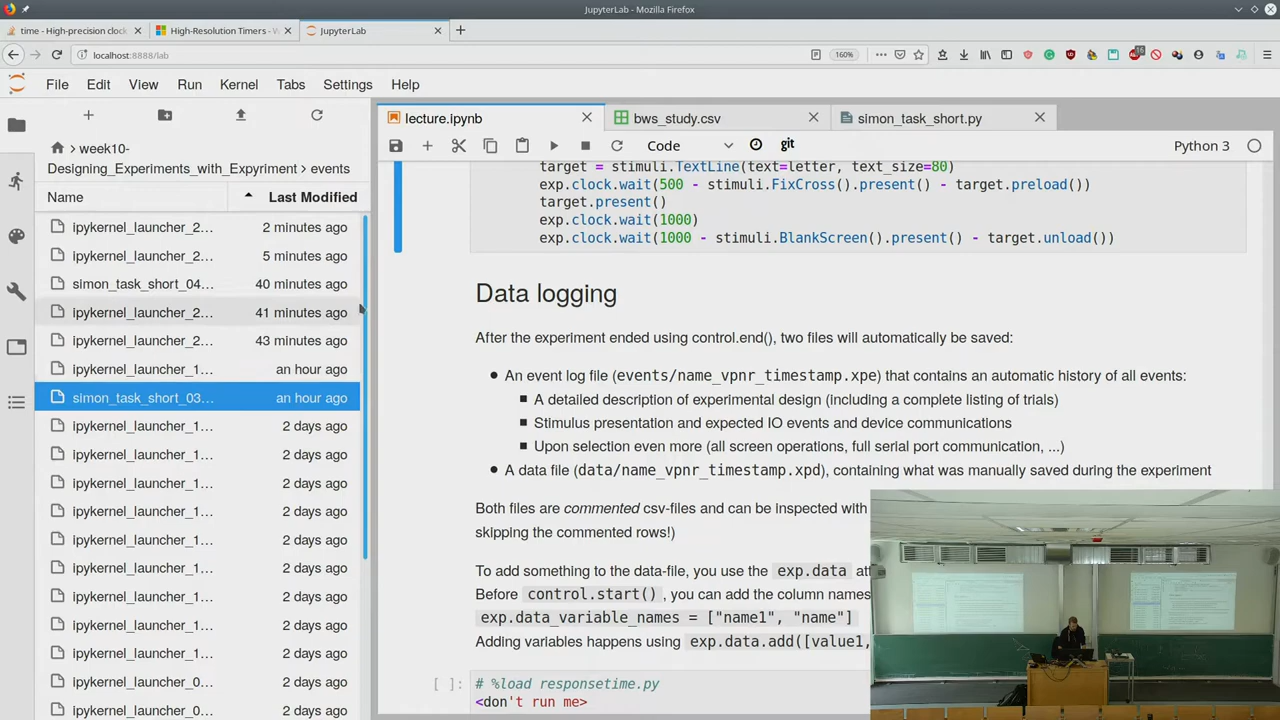 JupyterLab - Mozilla Firefox
time - High-precision clock
High-Resolution Timers - W
JupyterLab
localhost:8888/lab
160%
16
File Edit View Run Kernel Tabs Settings Help
lecture.ipynb
bws_study.csv
simon_task_short.py
Code
git
Python 3
week10-
Designing_Experiments_with_Expyriment
events
Name
Last Modified
ipykernel_launcher_2… 2 minutes ago
ipykernel_launcher_2… 5 minutes ago
simon_task_short_04… 40 minutes ago
ipykernel_launcher_2… 41 minutes ago
ipykernel_launcher_2… 43 minutes ago
ipykernel_launcher_1… an hour ago
simon_task_short_03… an hour ago
ipykernel_launcher_1… 2 days ago
ipykernel_launcher_1… 2 days ago
ipykernel_launcher_1… 2 days ago
ipykernel_launcher_1… 2 days ago
ipykernel_launcher_1… 2 days ago
ipykernel_launcher_1… 2 days ago
ipykernel_launcher_1… 2 days ago
ipykernel_launcher_1… 2 days ago
ipykernel_launcher_1… 2 days ago
ipykernel_launcher_0… 2 days ago
ipykernel_launcher_0… 2 days ago
target = stimuli.TextLine(text=letter, text_size=80)
exp.clock.wait(500 - stimuli.FixCross().present() - target.preload())
target.present()
exp.clock.wait(1000)
exp.clock.wait(1000 - stimuli.BlankScreen().present() - target.unload())
Data logging
After the experiment ended using control.end(), two files will automatically be saved:
An event log file (events/name_vpnr_timestamp.xpe) that contains an automatic history of all events:
A detailed description of experimental design (including a complete listing of trials)
Stimulus presentation and expected IO events and device communications
Upon selection even more (all screen operations, full serial port communication, ...)
A data file (data/name_vpnr_timestamp.xpd), containing what was manually saved during the experiment
Both files are commented csv-files and can be inspected with
skipping the commented rows!)
To add something to the data-file, you use the exp.data
Before control.start() , you can add the column names
exp.data_variable_names = ["name1", "name"]
Adding variables happens using exp.data.add([value1,
[ ]: # %load responsetime.py
<don't run me>